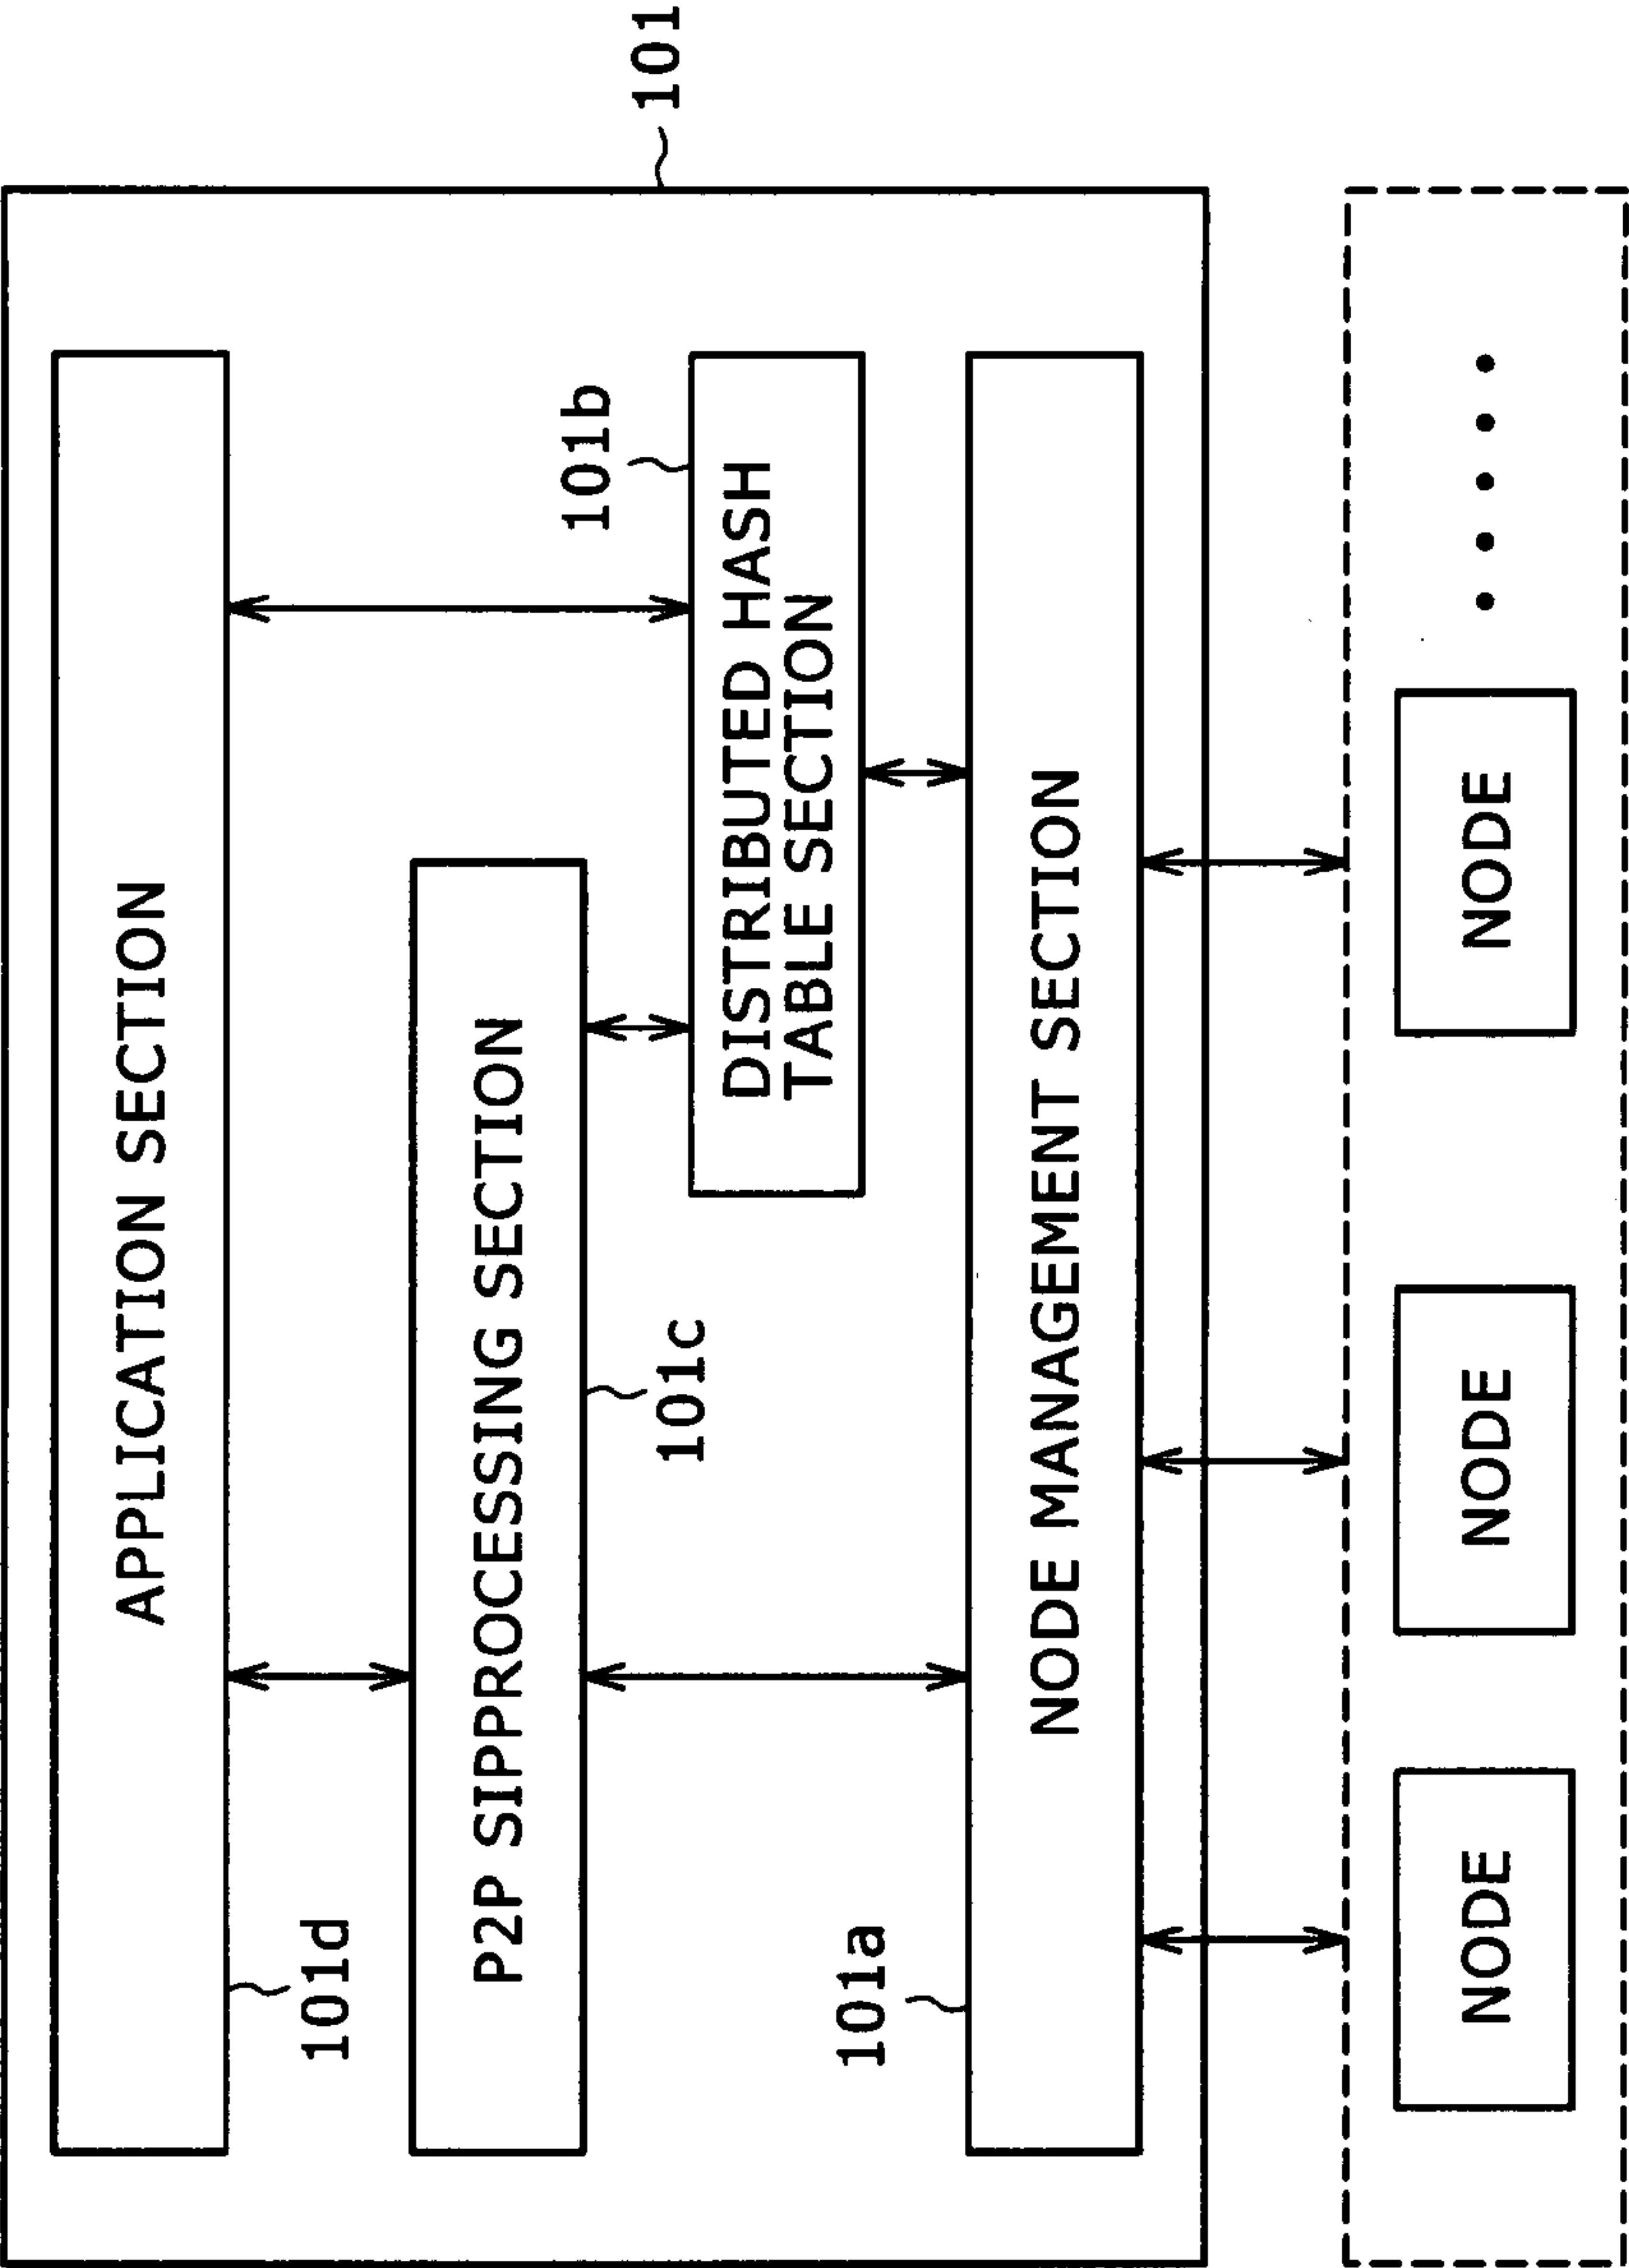 101
APPLICATION SECTION
101d
P2P SIPPROCESSING SECTION
101c
101b
DISTRIBUTED HASH
TABLE SECTION
101a
NODE MANAGEMENT SECTION
NODE
NODE
NODE